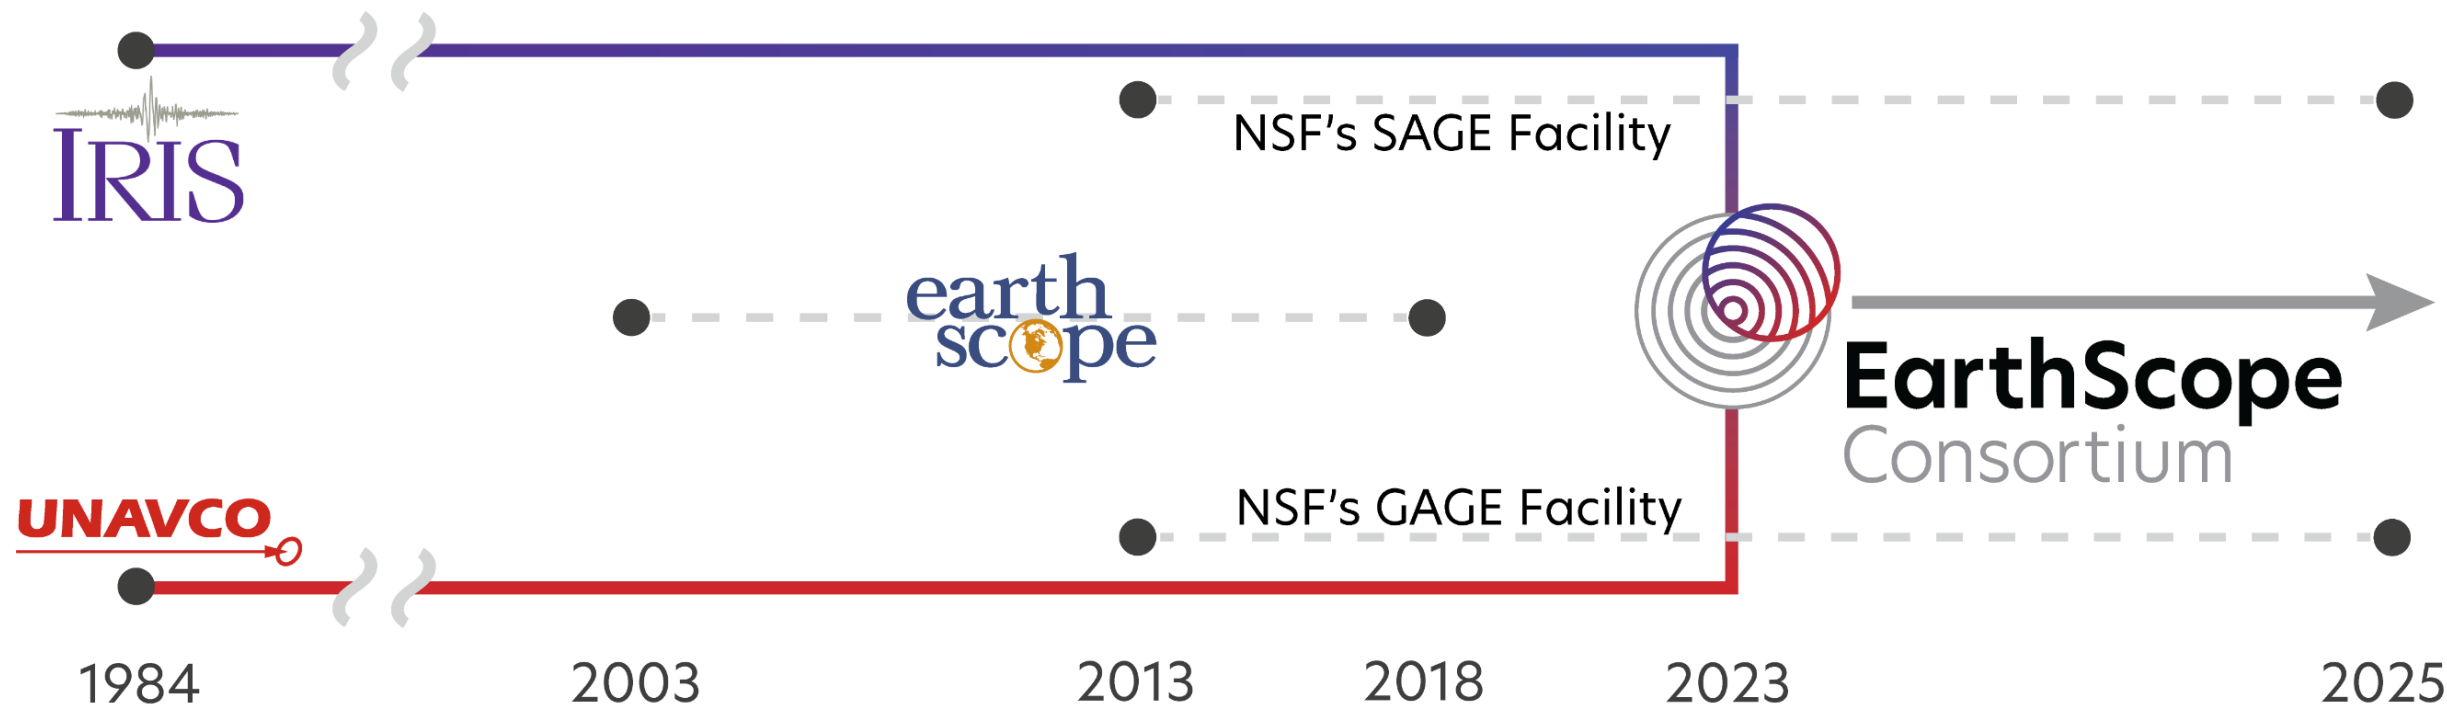 IRIS
NSF's SAGE Facility
earth
scope
EarthScope
Consortium
UNAVCO
NSF's GAGE Facility
1984 2003 2013 2018 2023 2025